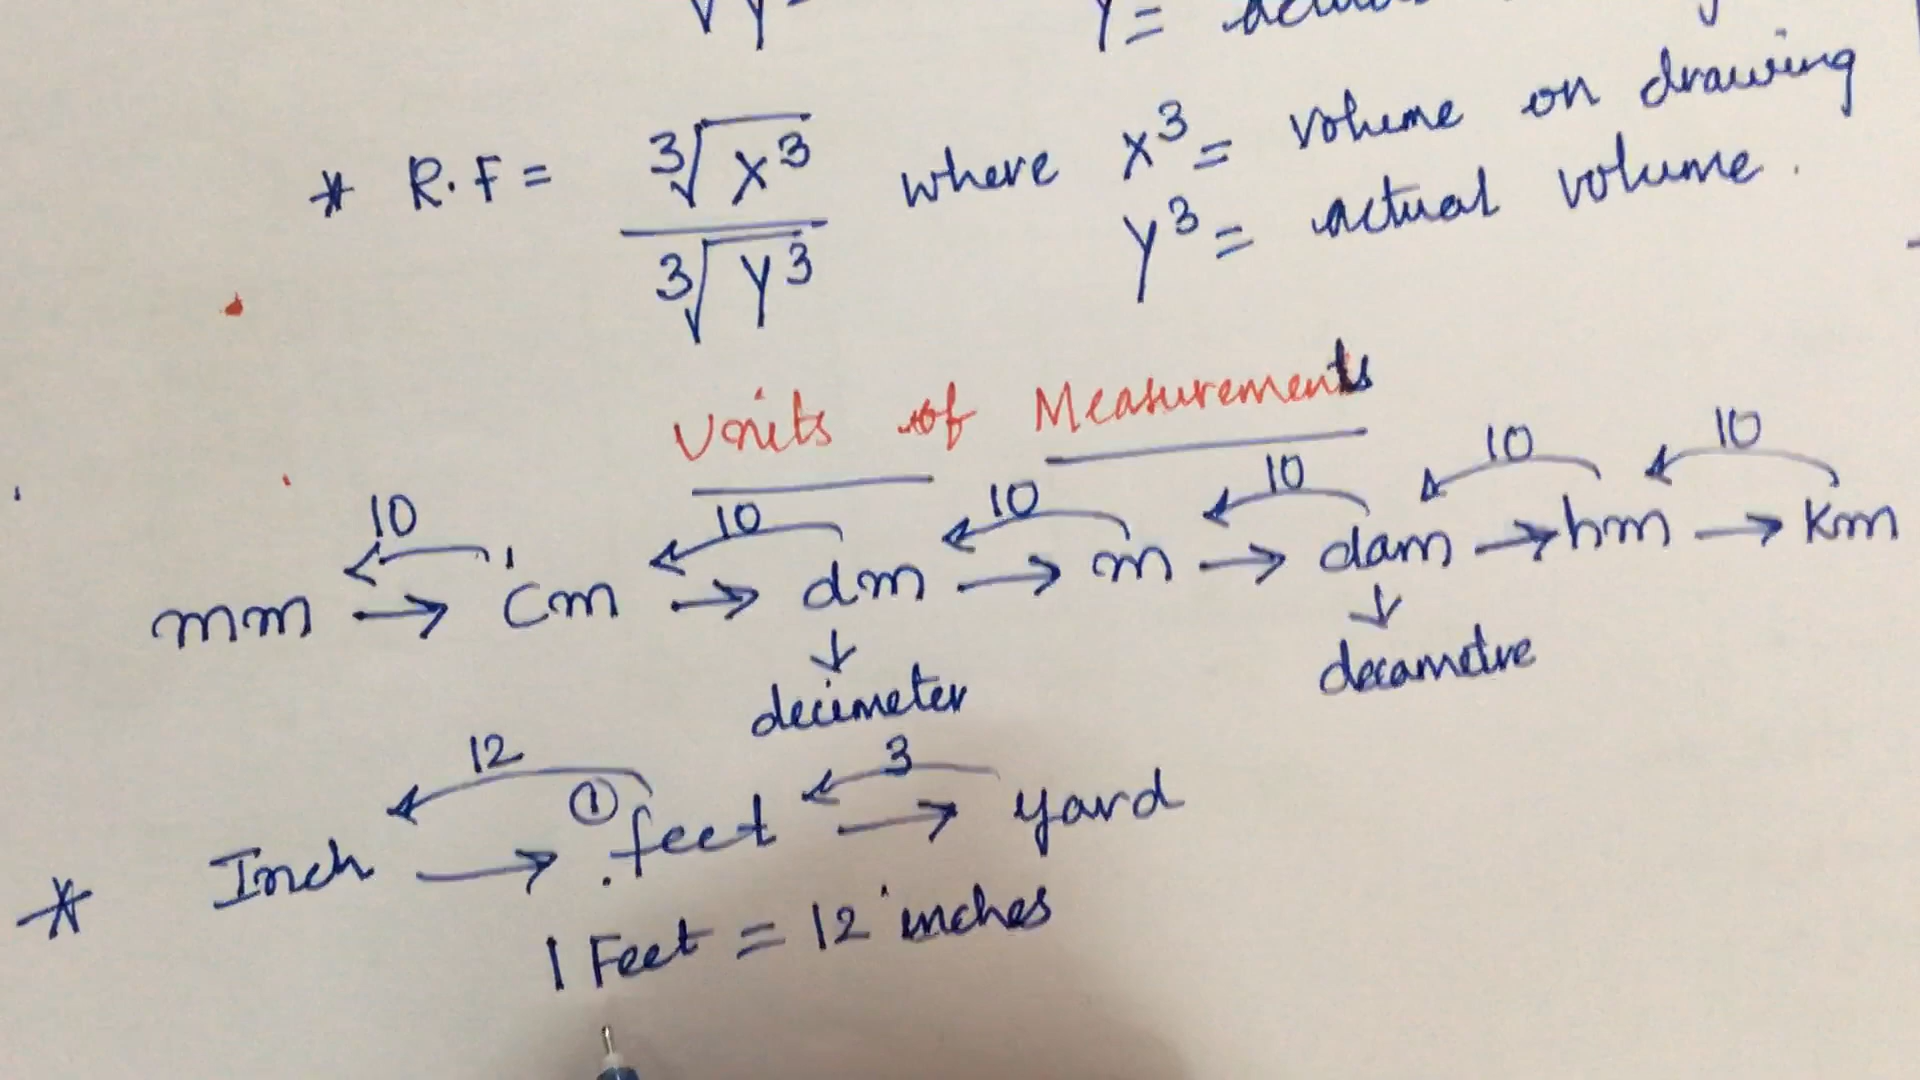 √y Y =
* R.F = ∛x³ / ∛y³ where x³ = volume on drawing
y³ = actual volume.
Units of Measurements
10 10 10 10 10 10
mm → cm → dm → m → dam → hm → km
decimeter decametre
12 3
* Inch → ① feet → yard
1 Feet = 12 inches